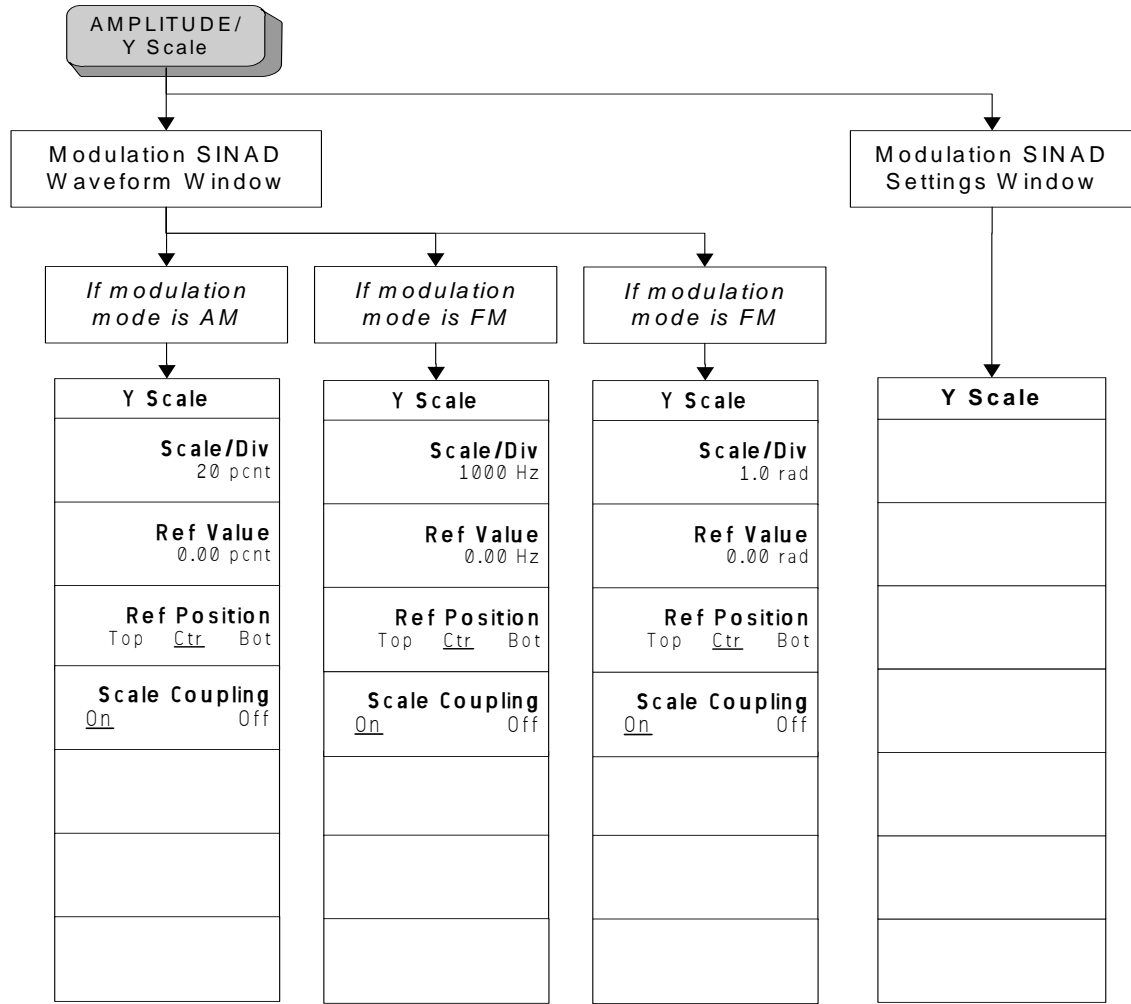 AMPLITUDE/
Y Scale
Modulation SINAD
Waveform Window
Modulation SINAD
Settings Window
If modulation
mode is AM
If modulation
mode is FM
If modulation
mode is FM
Y Scale
Scale/Div
20 pcnt
Ref Value
0.00 pcnt
Ref Position
Top Ctr Bot
Scale Coupling
On Off
Y Scale
Scale/Div
1000 Hz
Ref Value
0.00 Hz
Ref Position
Top Ctr Bot
Scale Coupling
On Off
Y Scale
Scale/Div
1.0 rad
Ref Value
0.00 rad
Ref Position
Top Ctr Bot
Scale Coupling
On Off
Y Scale